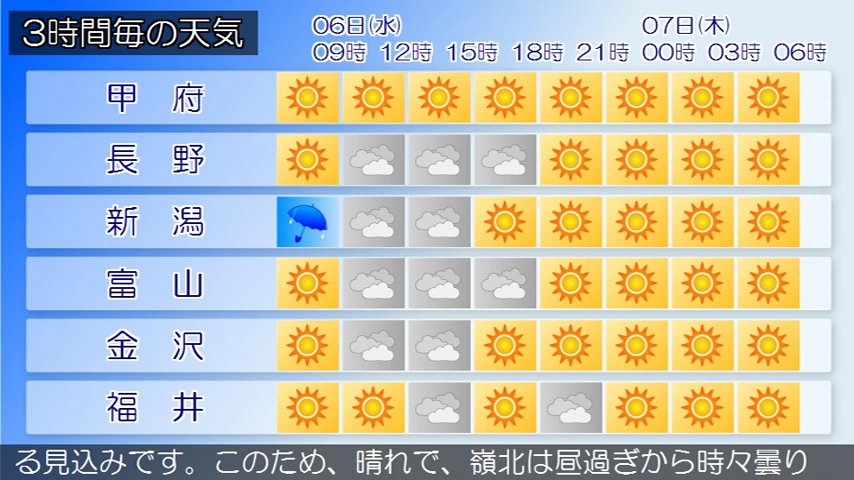 3時間毎の天気
06日(水) 07日(木)
09時 12時 15時 18時 21時 00時 03時 06時
甲府
長野
新潟
富山
金沢
福井
る見込みです。このため、晴れで、嶺北は昼過ぎから時々曇り